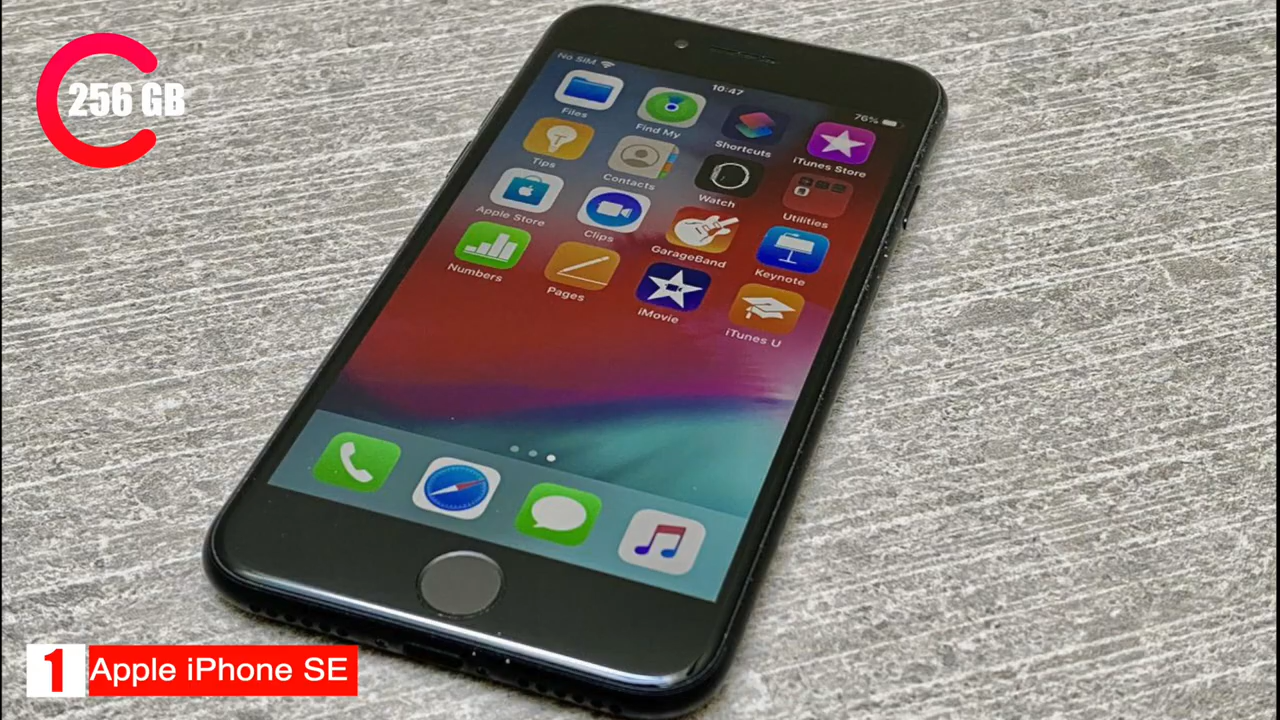 256 GB
No SIM
10:47
76%
Files
Find My
Shortcuts
iTunes Store
Tips
Contacts
Watch
Utilities
Apple Store
Clips
GarageBand
Keynote
Numbers
Pages
iMovie
iTunes U
1 Apple iPhone SE